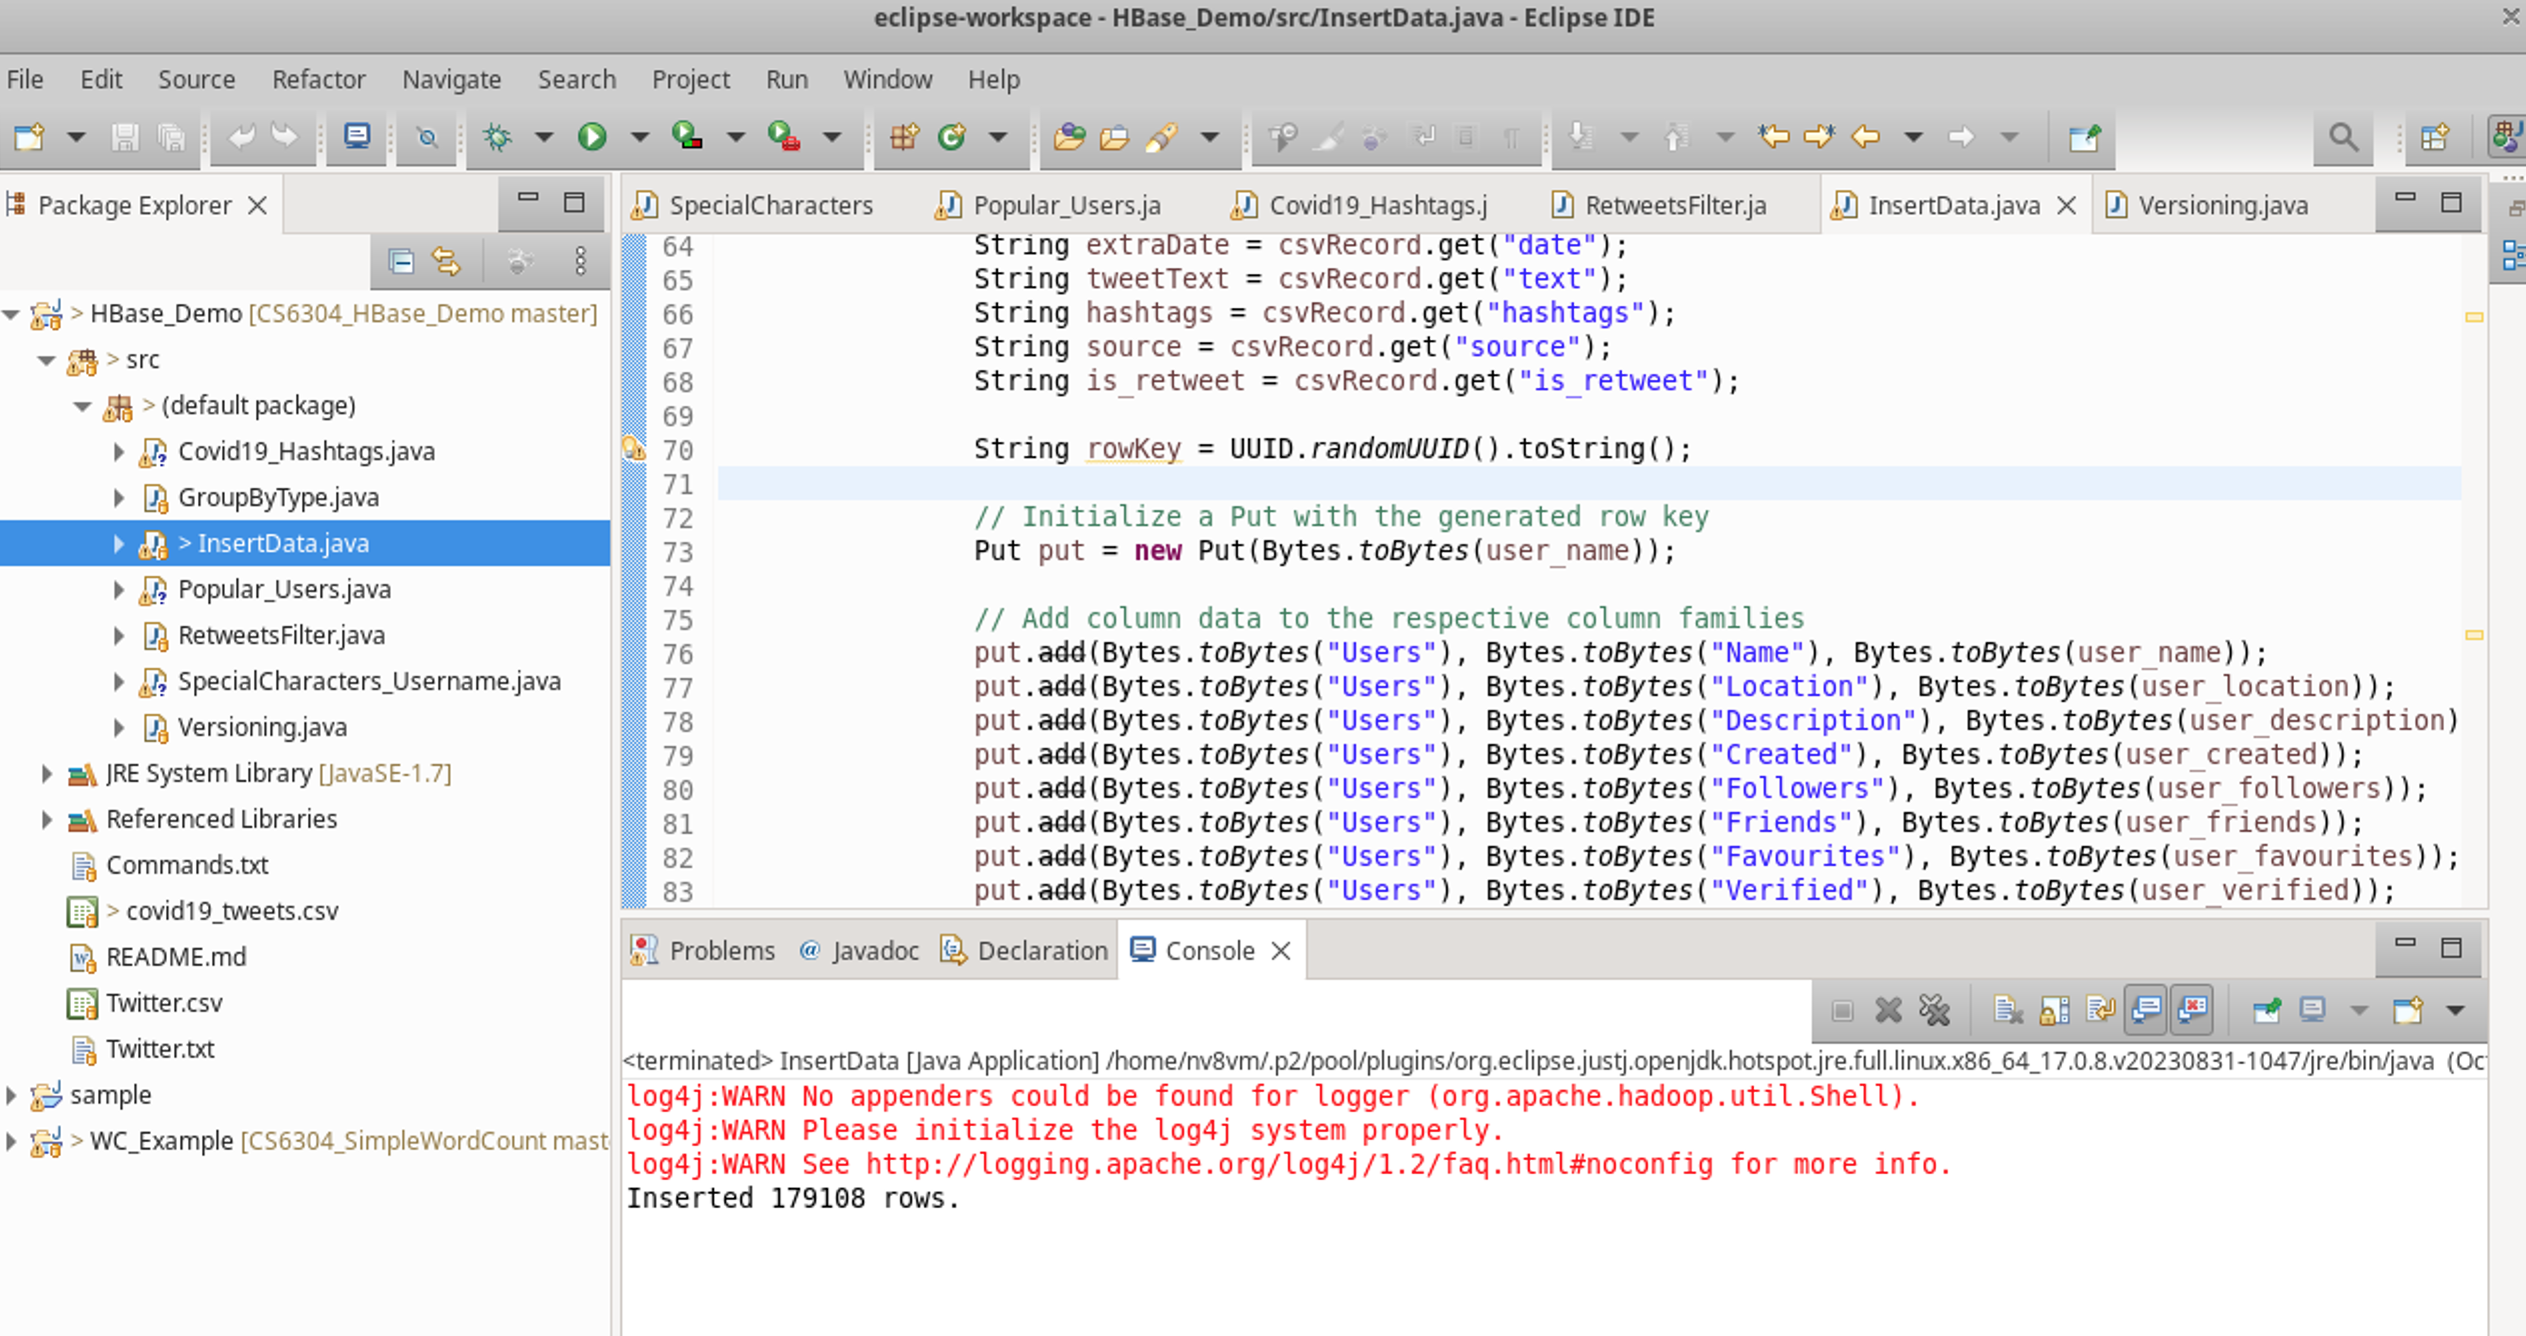 eclipse-workspace - HBase_Demo/src/InsertData.java - Eclipse IDE
File Edit Source Refactor Navigate Search Project Run Window Help
Package Explorer
> HBase_Demo [CS6304_HBase_Demo master]
> src
> (default package)
Covid19_Hashtags.java
GroupByType.java
> InsertData.java
Popular_Users.java
RetweetsFilter.java
SpecialCharacters_Username.java
Versioning.java
JRE System Library [JavaSE-1.7]
Referenced Libraries
Commands.txt
> covid19_tweets.csv
README.md
Twitter.csv
Twitter.txt
sample
> WC_Example [CS6304_SimpleWordCount mast
SpecialCharacters Popular_Users.ja Covid19_Hashtags.j RetweetsFilter.ja InsertData.java Versioning.java
64 String extraDate = csvRecord.get("date");
65 String tweetText = csvRecord.get("text");
66 String hashtags = csvRecord.get("hashtags");
67 String source = csvRecord.get("source");
68 String is_retweet = csvRecord.get("is_retweet");
69
70 String rowKey = UUID.randomUUID().toString();
71
72 // Initialize a Put with the generated row key
73 Put put = new Put(Bytes.toBytes(user_name));
74
75 // Add column data to the respective column families
76 put.add(Bytes.toBytes("Users"), Bytes.toBytes("Name"), Bytes.toBytes(user_name));
77 put.add(Bytes.toBytes("Users"), Bytes.toBytes("Location"), Bytes.toBytes(user_location));
78 put.add(Bytes.toBytes("Users"), Bytes.toBytes("Description"), Bytes.toBytes(user_description)
79 put.add(Bytes.toBytes("Users"), Bytes.toBytes("Created"), Bytes.toBytes(user_created));
80 put.add(Bytes.toBytes("Users"), Bytes.toBytes("Followers"), Bytes.toBytes(user_followers));
81 put.add(Bytes.toBytes("Users"), Bytes.toBytes("Friends"), Bytes.toBytes(user_friends));
82 put.add(Bytes.toBytes("Users"), Bytes.toBytes("Favourites"), Bytes.toBytes(user_favourites));
83 put.add(Bytes.toBytes("Users"), Bytes.toBytes("Verified"), Bytes.toBytes(user_verified));
Problems @ Javadoc Declaration Console
<terminated> InsertData [Java Application] /home/nv8vm/.p2/pool/plugins/org.eclipse.justj.openjdk.hotspot.jre.full.linux.x86_64_17.0.8.v20230831-1047/jre/bin/java (Oc
log4j:WARN No appenders could be found for logger (org.apache.hadoop.util.Shell).
log4j:WARN Please initialize the log4j system properly.
log4j:WARN See http://logging.apache.org/log4j/1.2/faq.html#noconfig for more info.
Inserted 179108 rows.